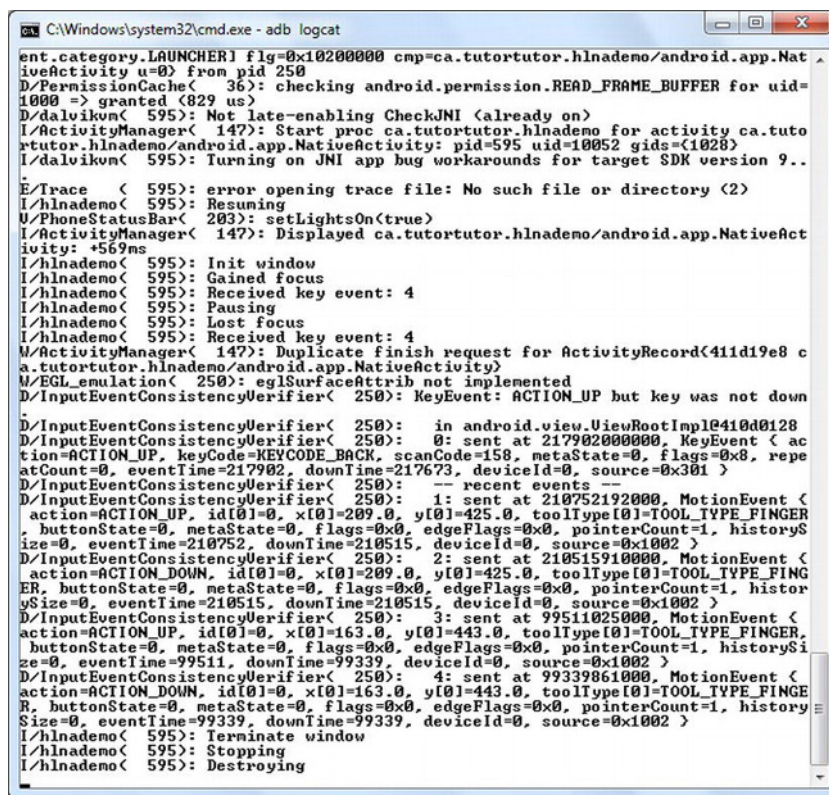 C:\Windows\system32\cmd.exe - adb logcat
ent.category.LAUNCHER] flg=0x10200000 cmp=ca.tutortutor.hlnademo/android.app.Nat
iveActivity u=0} from pid 250
D/PermissionCache(   36): checking android.permission.READ_FRAME_BUFFER for uid=
1000 => granted (829 us)
D/dalvikvm(  595): Not late-enabling CheckJNI (already on)
I/ActivityManager(  147): Start proc ca.tutortutor.hlnademo for activity ca.tuto
rtutor.hlnademo/android.app.NativeActivity: pid=595 uid=10052 gids={1028}
I/dalvikvm(  595): Turning on JNI app bug workarounds for target SDK version 9..
.
E/Trace   (  595): error opening trace file: No such file or directory (2)
I/hlnademo(  595): Resuming
V/PhoneStatusBar(  203): setLightsOn(true)
I/ActivityManager(  147): Displayed ca.tutortutor.hlnademo/android.app.NativeAct
ivity: +569ms
I/hlnademo(  595): Init window
I/hlnademo(  595): Gained focus
I/hlnademo(  595): Received key event: 4
I/hlnademo(  595): Pausing
I/hlnademo(  595): Lost focus
I/hlnademo(  595): Received key event: 4
W/ActivityManager(  147): Duplicate finish request for ActivityRecord{411d19e8 c
a.tutortutor.hlnademo/android.app.NativeActivity}
W/EGL_emulation(  250): eglSurfaceAttrib not implemented
D/InputEventConsistencyVerifier(  250): KeyEvent: ACTION_UP but key was not down
.
D/InputEventConsistencyVerifier(  250):   in android.view.ViewRootImpl@410d0128
D/InputEventConsistencyVerifier(  250):   0: sent at 217902000000, KeyEvent { ac
tion=ACTION_UP, keyCode=KEYCODE_BACK, scanCode=158, metaState=0, flags=0x8, repe
atCount=0, eventTime=217902, downTime=217673, deviceId=0, source=0x301 }
D/InputEventConsistencyVerifier(  250):   -- recent events --
D/InputEventConsistencyVerifier(  250):   1: sent at 210752192000, MotionEvent {
 action=ACTION_UP, id[0]=0, x[0]=209.0, y[0]=425.0, toolType[0]=TOOL_TYPE_FINGER
, buttonState=0, metaState=0, flags=0x0, edgeFlags=0x0, pointerCount=1, historyS
ize=0, eventTime=210752, downTime=210515, deviceId=0, source=0x1002 }
D/InputEventConsistencyVerifier(  250):   2: sent at 210515910000, MotionEvent {
 action=ACTION_DOWN, id[0]=0, x[0]=209.0, y[0]=425.0, toolType[0]=TOOL_TYPE_FING
ER, buttonState=0, metaState=0, flags=0x0, edgeFlags=0x0, pointerCount=1, histor
ySize=0, eventTime=210515, downTime=210515, deviceId=0, source=0x1002 }
D/InputEventConsistencyVerifier(  250):   3: sent at 99511025000, MotionEvent {
action=ACTION_UP, id[0]=0, x[0]=163.0, y[0]=443.0, toolType[0]=TOOL_TYPE_FINGER,
 buttonState=0, metaState=0, flags=0x0, edgeFlags=0x0, pointerCount=1, historySi
ze=0, eventTime=99511, downTime=99339, deviceId=0, source=0x1002 }
D/InputEventConsistencyVerifier(  250):   4: sent at 99339861000, MotionEvent {
action=ACTION_DOWN, id[0]=0, x[0]=163.0, y[0]=443.0, toolType[0]=TOOL_TYPE_FINGE
R, buttonState=0, metaState=0, flags=0x0, edgeFlags=0x0, pointerCount=1, history
Size=0, eventTime=99339, downTime=99339, deviceId=0, source=0x1002 }
I/hlnademo(  595): Terminate window
I/hlnademo(  595): Stopping
I/hlnademo(  595): Destroying